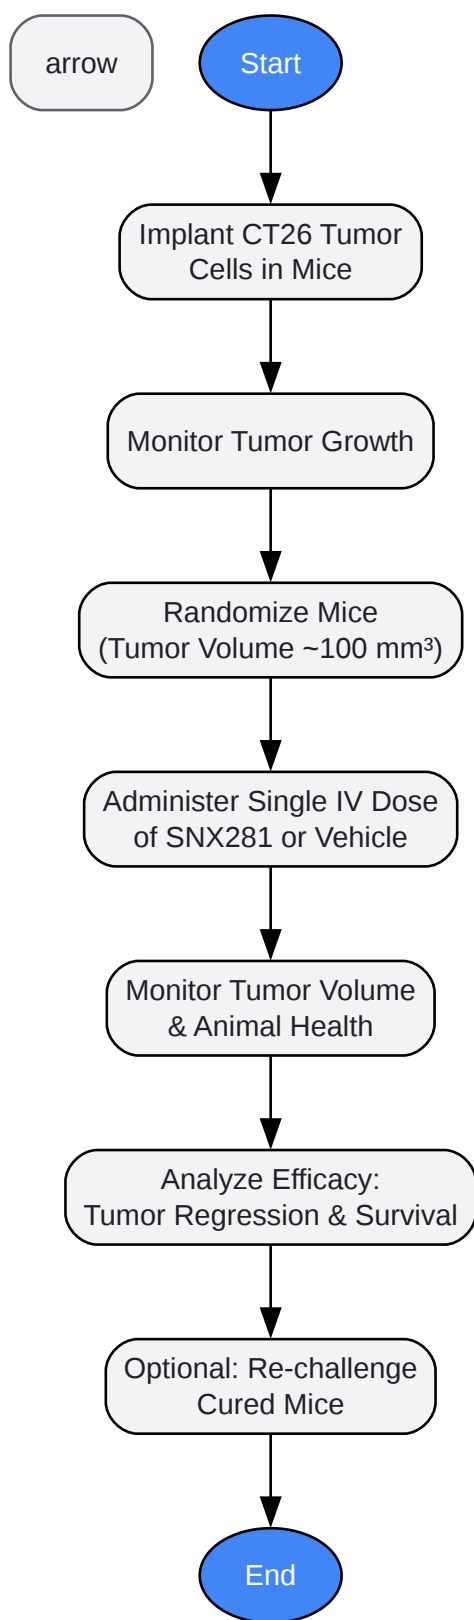 arrow
Start
Implant CT26 Tumor
Cells in Mice
Monitor Tumor Growth
Randomize Mice
(Tumor Volume ~100 mm³)
Administer Single IV Dose
of SNX281 or Vehicle
Monitor Tumor Volume
& Animal Health
Analyze Efficacy:
Tumor Regression & Survival
Optional: Re-challenge
Cured Mice
End